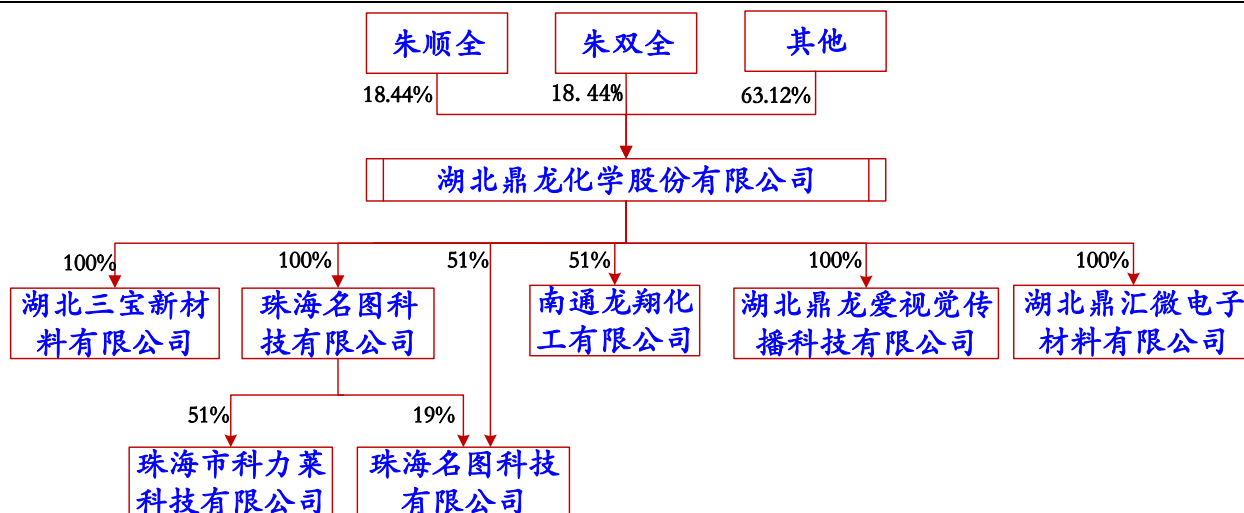 朱顺全
朱双全
其他
18.44%
18.44%
63.12%
湖北鼎龙化学股份有限公司
100%
100%
51%
51%
100%
100%
湖北三宝新材
料有限公司
珠海名图科
技有限公司
南通龙翔化
工有限公司
湖北鼎龙爱视觉传
播科技有限公司
湖北鼎汇微电子
材料有限公司
51%
19%
珠海市科力莱
科技有限公司
珠海名图科技
有限公司